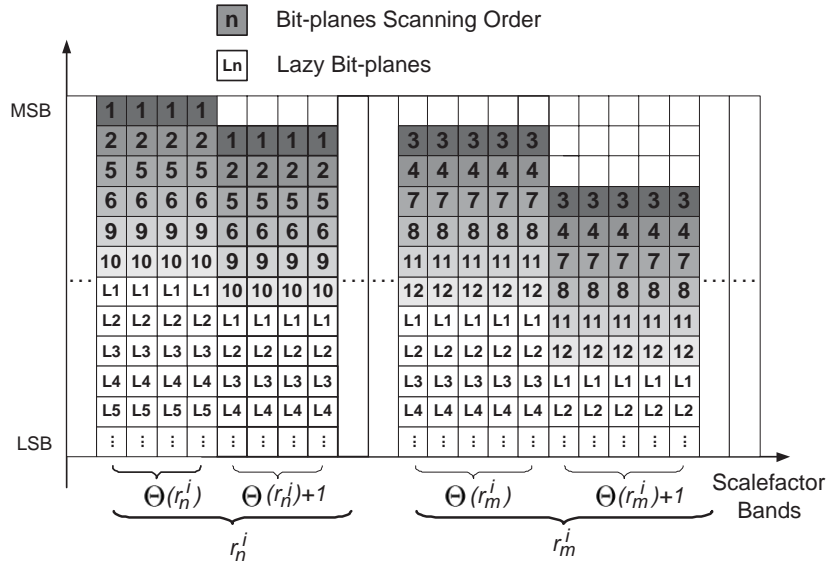 n Bit-planes Scanning Order
Ln Lazy Bit-planes
MSB 1 1 1 1
2 2 2 2 1 1 1 1 3 3 3 3 3
5 5 5 5 2 2 2 2 4 4 4 4 4
6 6 6 6 5 5 5 5 7 7 7 7 7 3 3 3 3 3
9 9 9 9 6 6 6 6 8 8 8 8 8 4 4 4 4 4
10 10 10 10 9 9 9 9 11 11 11 11 11 7 7 7 7 7
... L1 L1 L1 L1 10 10 10 10 ... 12 12 12 12 12 8 8 8 8 8 ...
L2 L2 L2 L2 L1 L1 L1 L1 L1 L1 L1 L1 L1 11 11 11 11 11
L3 L3 L3 L3 L2 L2 L2 L2 L2 L2 L2 L2 L2 12 12 12 12 12
L4 L4 L4 L4 L3 L3 L3 L3 L3 L3 L3 L3 L3 L1 L1 L1 L1 L1
L5 L5 L5 L5 L4 L4 L4 L4 L4 L4 L4 L4 L4 L2 L2 L2 L2 L2
LSB ⋮ ⋮ ⋮ ⋮ ⋮ ⋮ ⋮ ⋮ ⋮ ⋮ ⋮ ⋮ ⋮ ⋮ ⋮ ⋮ ⋮ ⋮
Θ(r_n^i) Θ(r_n^i)+1 Θ(r_m^i) Θ(r_m^i)+1 Scalefactor
Bands
r_n^i r_m^i